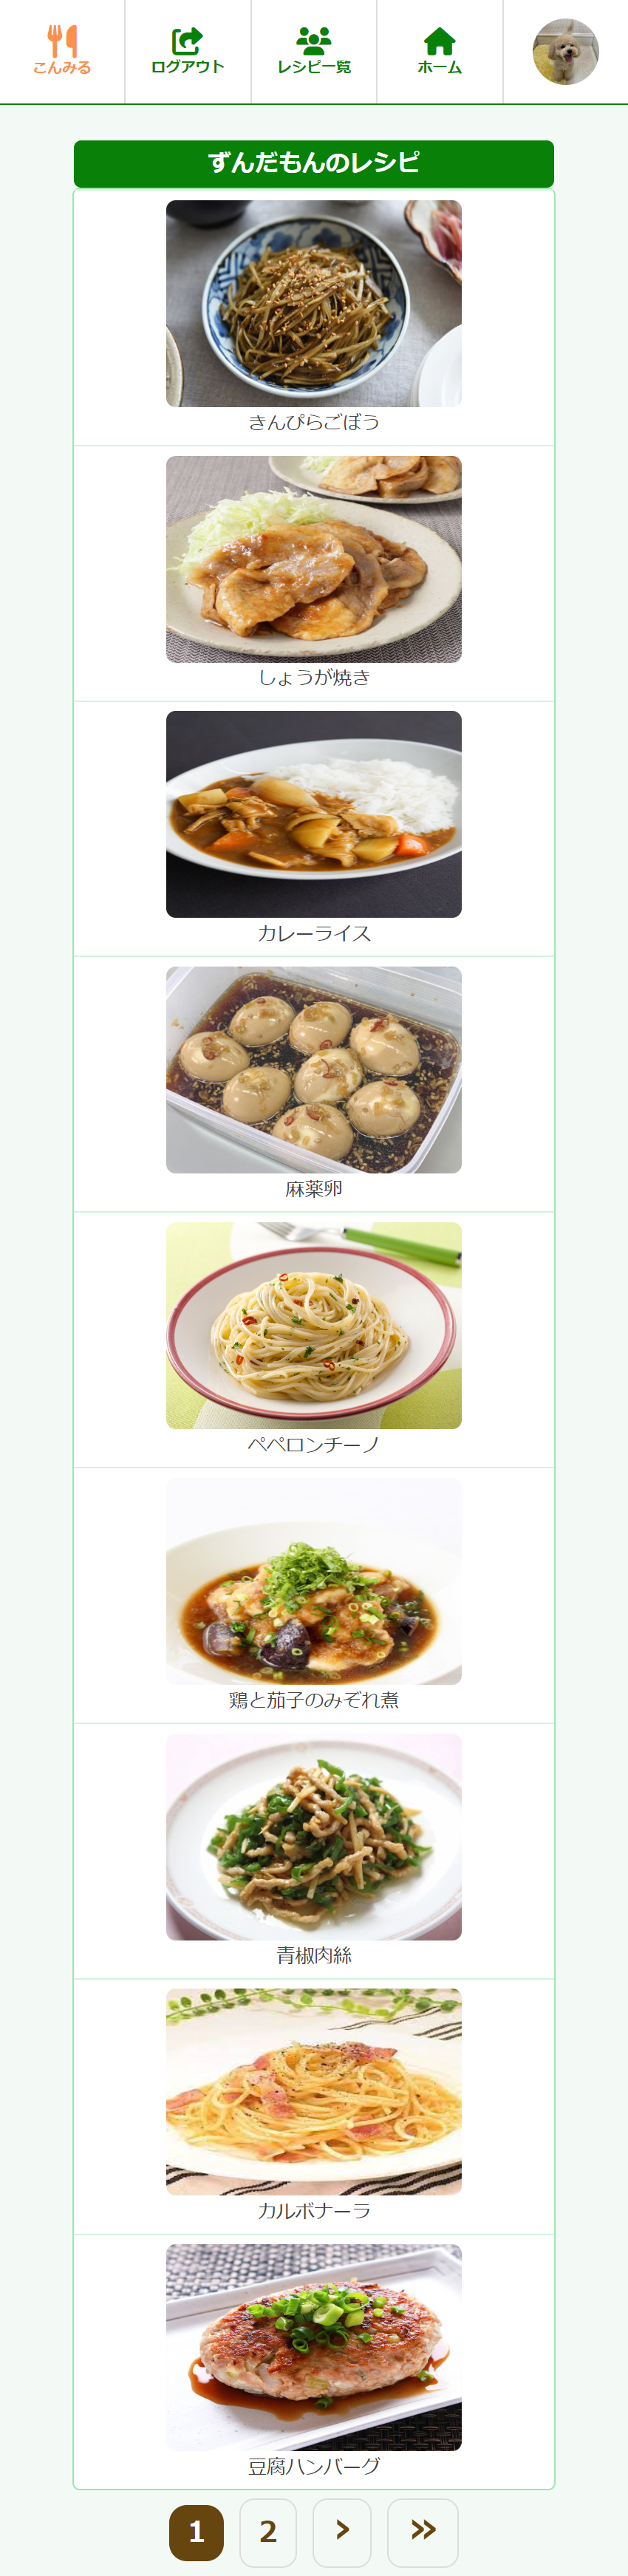 こんみる
ログアウト
レシピ一覧
ホーム
ずんだもんのレシピ
きんぴらごぼう
しょうが焼き
カレーライス
麻薬卵
ペペロンチーノ
鶏と茄子のみぞれ煮
青椒肉絲
カルボナーラ
豆腐ハンバーグ
1 2 › »